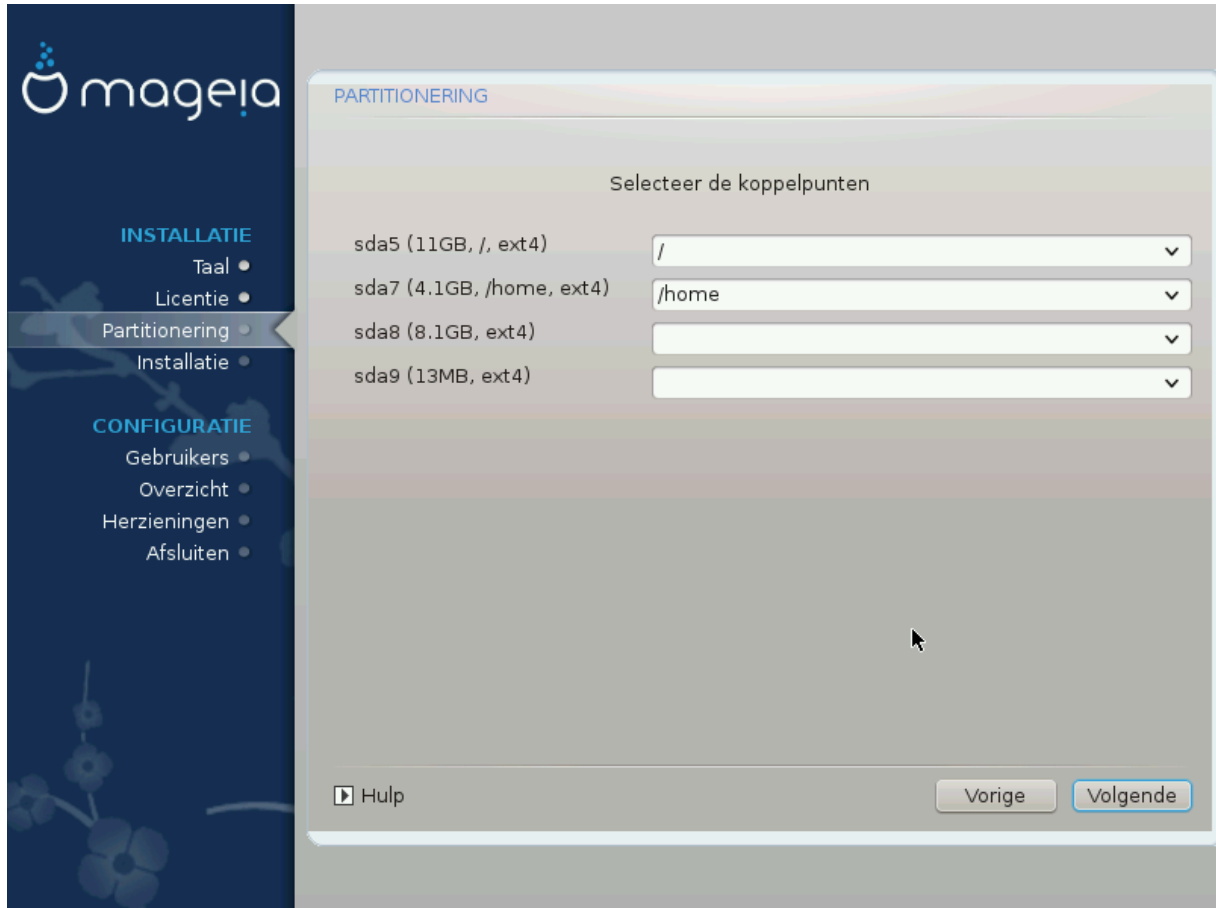 mageia
INSTALLATIE
Taal
Licentie
Partitionering
Installatie
CONFIGURATIE
Gebruikers
Overzicht
Herzieningen
Afsluiten
PARTITIONERING
Selecteer de koppelpunten
sda5 (11GB, /, ext4) /
sda7 (4.1GB, /home, ext4) /home
sda8 (8.1GB, ext4)
sda9 (13MB, ext4)
Hulp Vorige Volgende